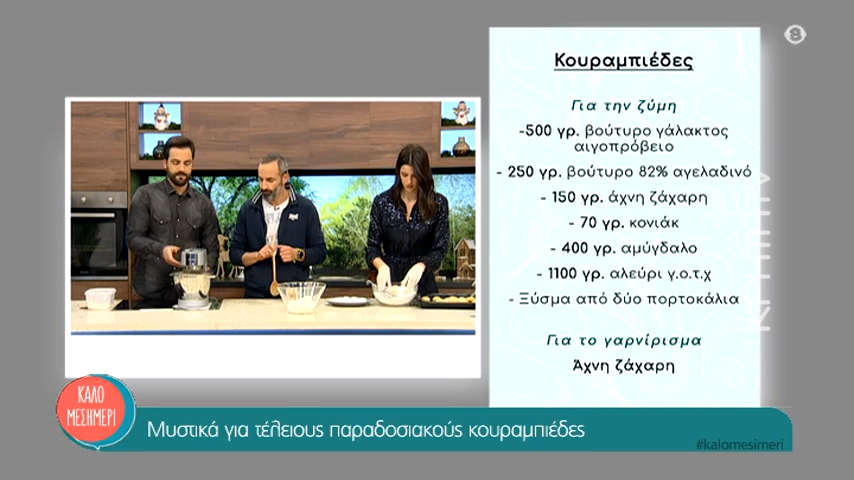 Κουραμπιέδες
Για την ζύμη
-500 γρ. βούτυρο γάλακτος
αιγοπρόβειο
- 250 γρ. βούτυρο 82% αγελαδινό
- 150 γρ. άχνη ζάχαρη
- 70 γρ. κονιάκ
- 400 γρ. αμύγδαλο
- 1100 γρ. αλεύρι γ.ο.τ.χ
- Ξύσμα από δύο πορτοκάλια
Για το γαρνίρισμα
Άχνη ζάχαρη
ΚΑΛΟ
ΜΕΣΗΜΕΡΙ
Μυστικά για τέλειους παραδοσιακούς κουραμπιέδες
#kalomesimeri